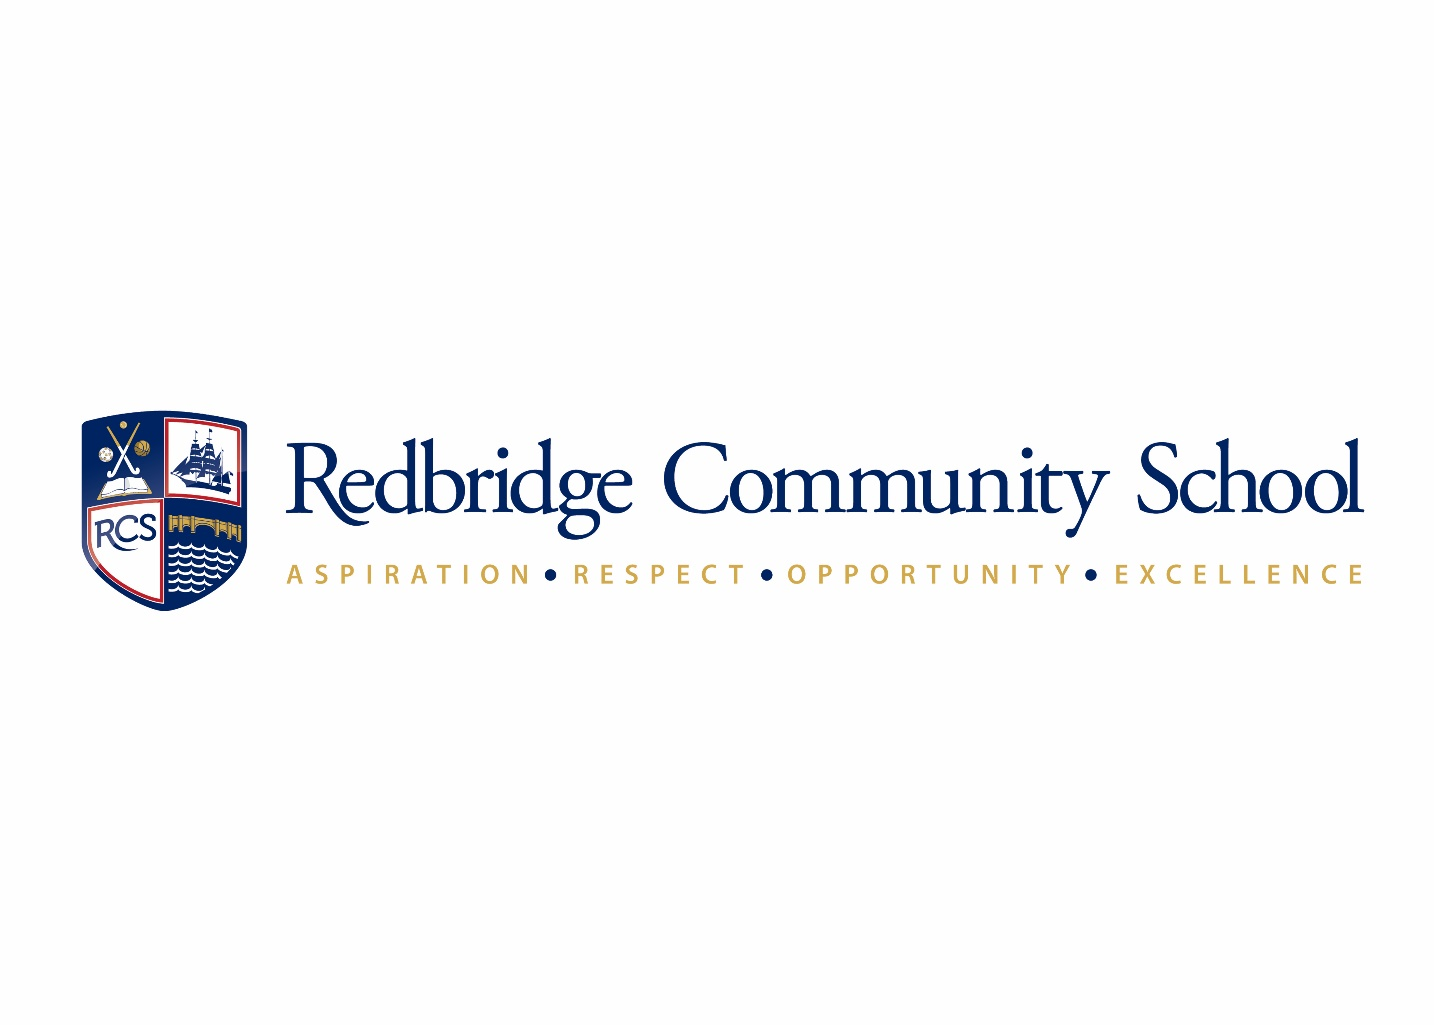 RCS
Redbridge Community School
ASPIRATION • RESPECT • OPPORTUNITY • EXCELLENCE